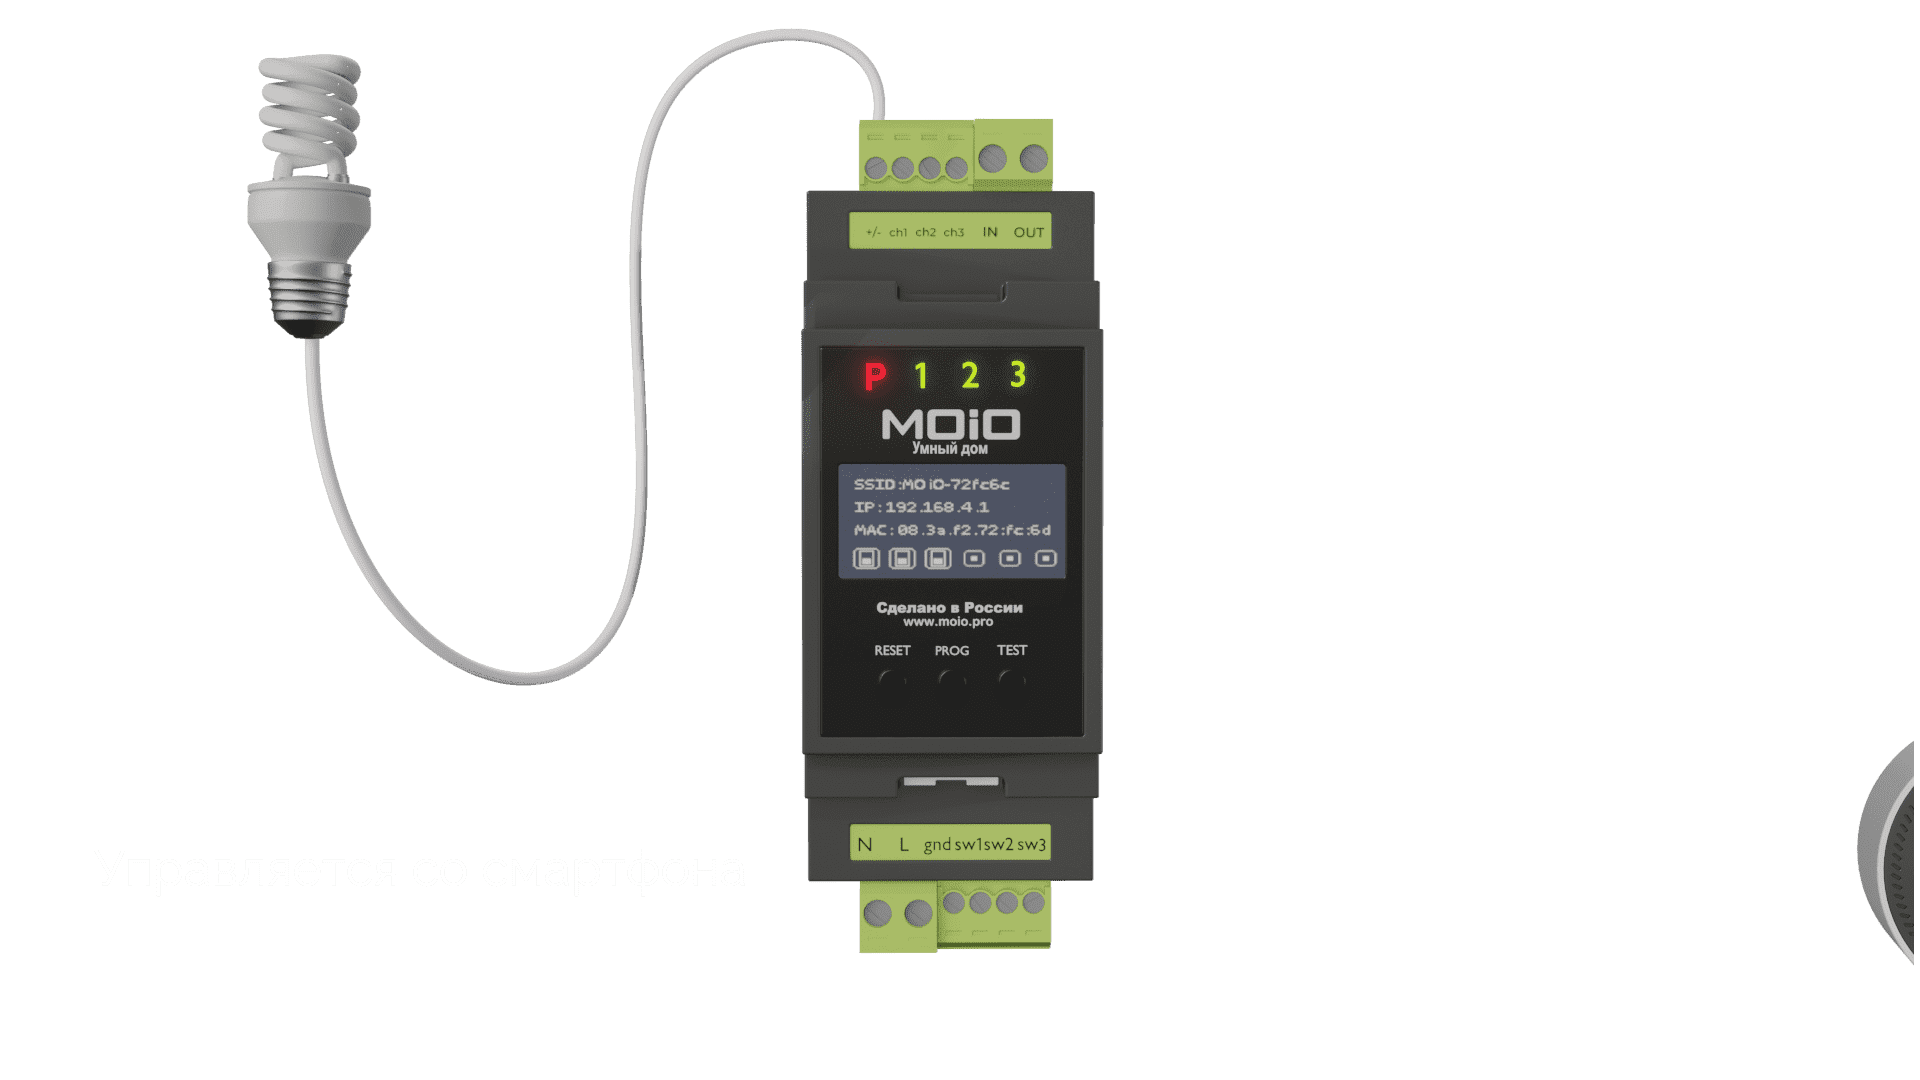 +/- ch1 ch2 ch3 IN OUT
P 1 2 3
MOiO
Умный дом
SSID:MOiO-72fc6c
IP:192.168.4.1
MAC:08.3a.f2.72:fc:6d
Сделано в России
www.moio.pro
RESET PROG TEST
N L gnd sw1 sw2 sw3
Управляется со смартфона